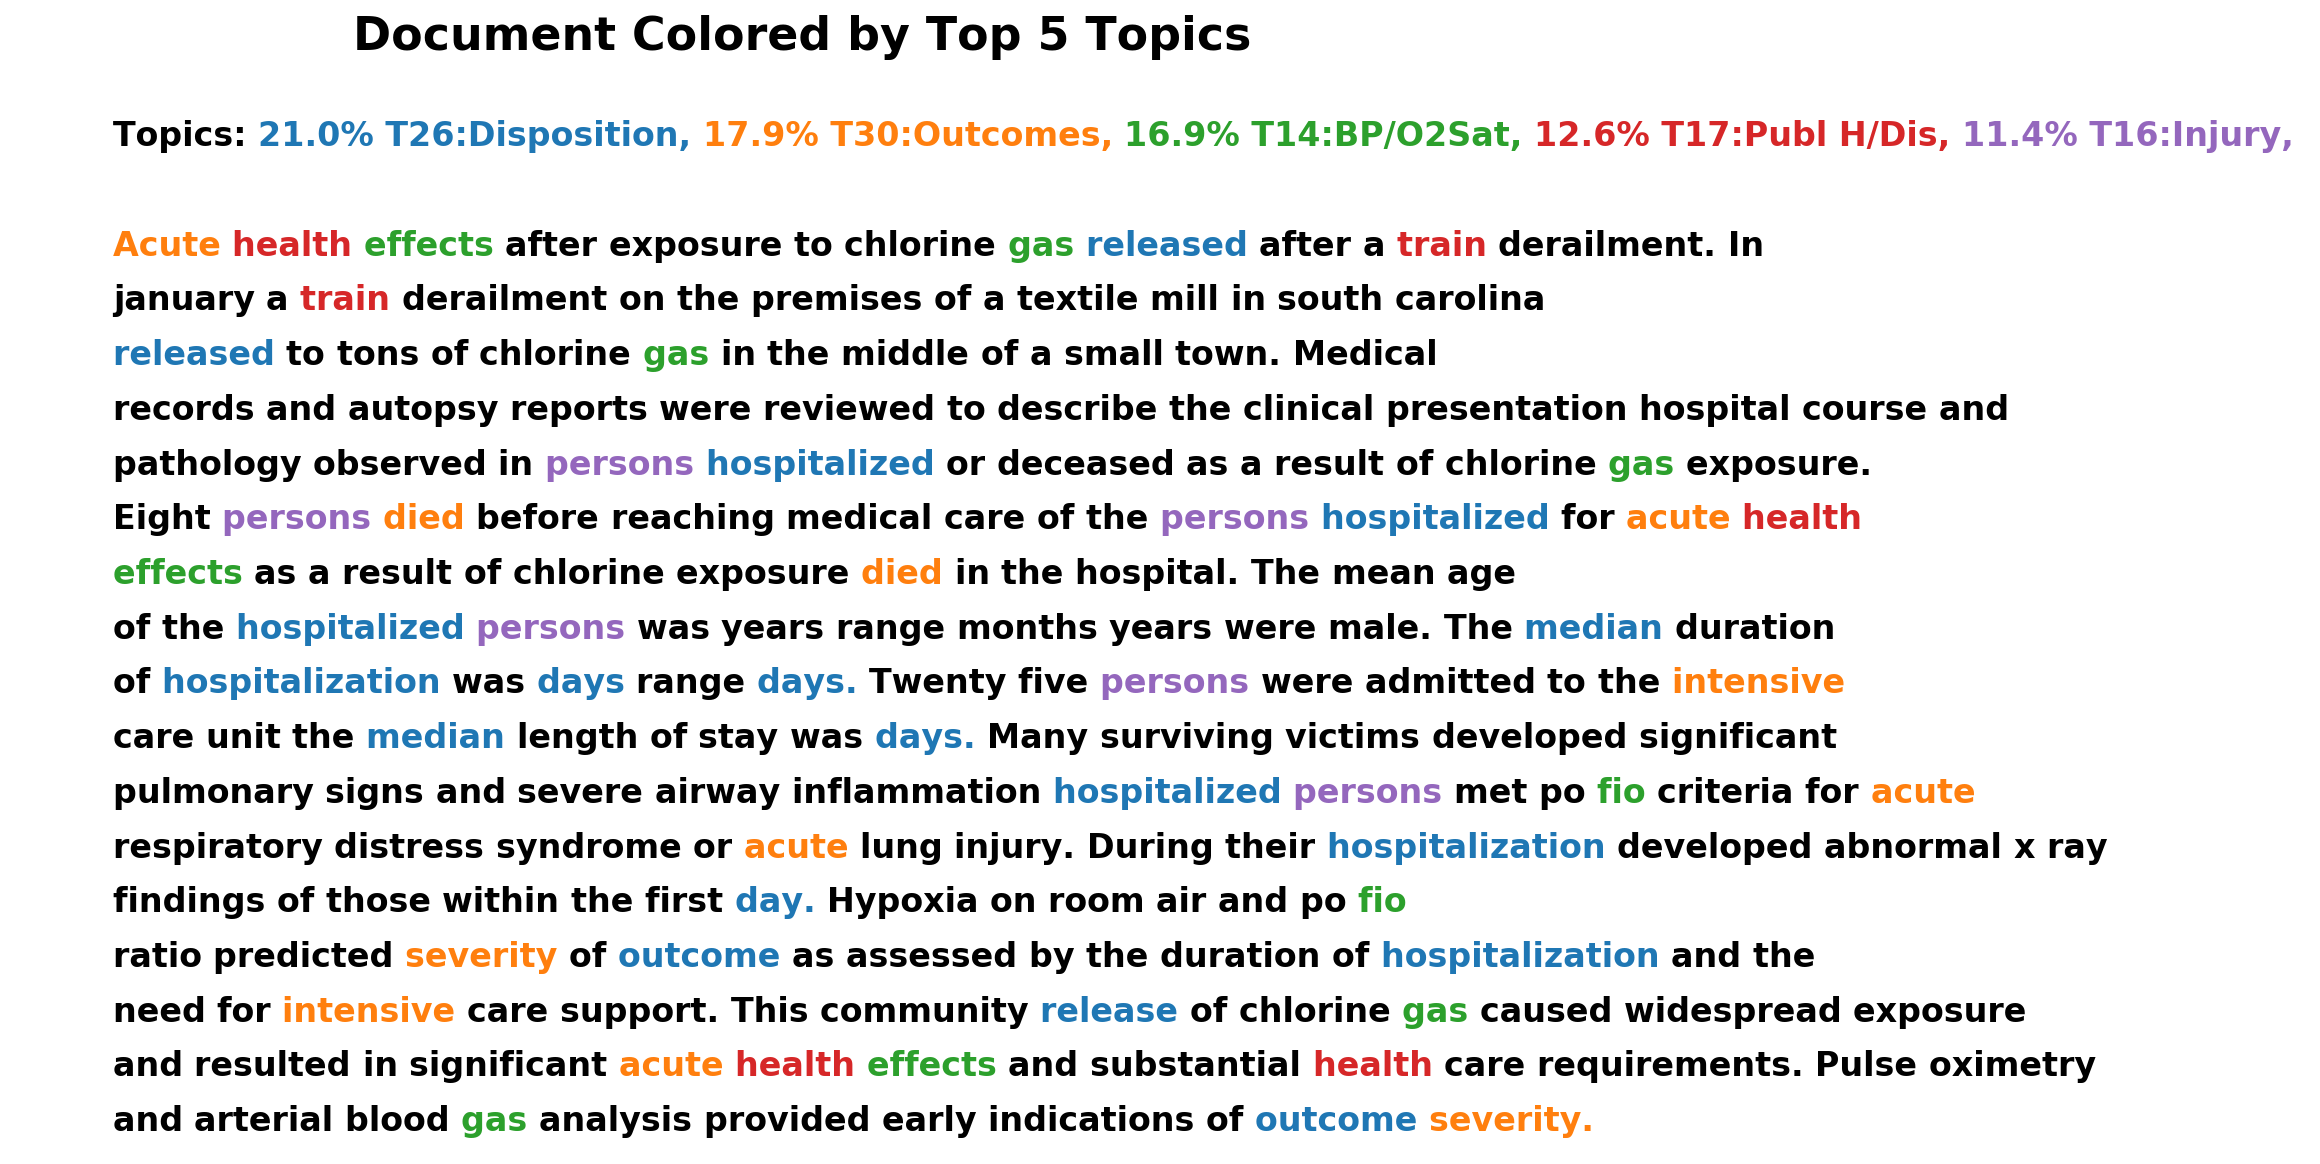 Document Colored by Top 5 Topics
Topics: 21.0% T26:Disposition, 17.9% T30:Outcomes, 16.9% T14:BP/O2Sat, 12.6% T17:Publ H/Dis, 11.4% T16:Injury,
Acute health effects after exposure to chlorine gas released after a train derailment. In
january a train derailment on the premises of a textile mill in south carolina
released to tons of chlorine gas in the middle of a small town. Medical
records and autopsy reports were reviewed to describe the clinical presentation hospital course and
pathology observed in persons hospitalized or deceased as a result of chlorine gas exposure.
Eight persons died before reaching medical care of the persons hospitalized for acute health
effects as a result of chlorine exposure died in the hospital. The mean age
of the hospitalized persons was years range months years were male. The median duration
of hospitalization was days range days. Twenty five persons were admitted to the intensive
care unit the median length of stay was days. Many surviving victims developed significant
pulmonary signs and severe airway inflammation hospitalized persons met po fio criteria for acute
respiratory distress syndrome or acute lung injury. During their hospitalization developed abnormal x ray
findings of those within the first day. Hypoxia on room air and po fio
ratio predicted severity of outcome as assessed by the duration of hospitalization and the
need for intensive care support. This community release of chlorine gas caused widespread exposure
and resulted in significant acute health effects and substantial health care requirements. Pulse oximetry
and arterial blood gas analysis provided early indications of outcome severity.